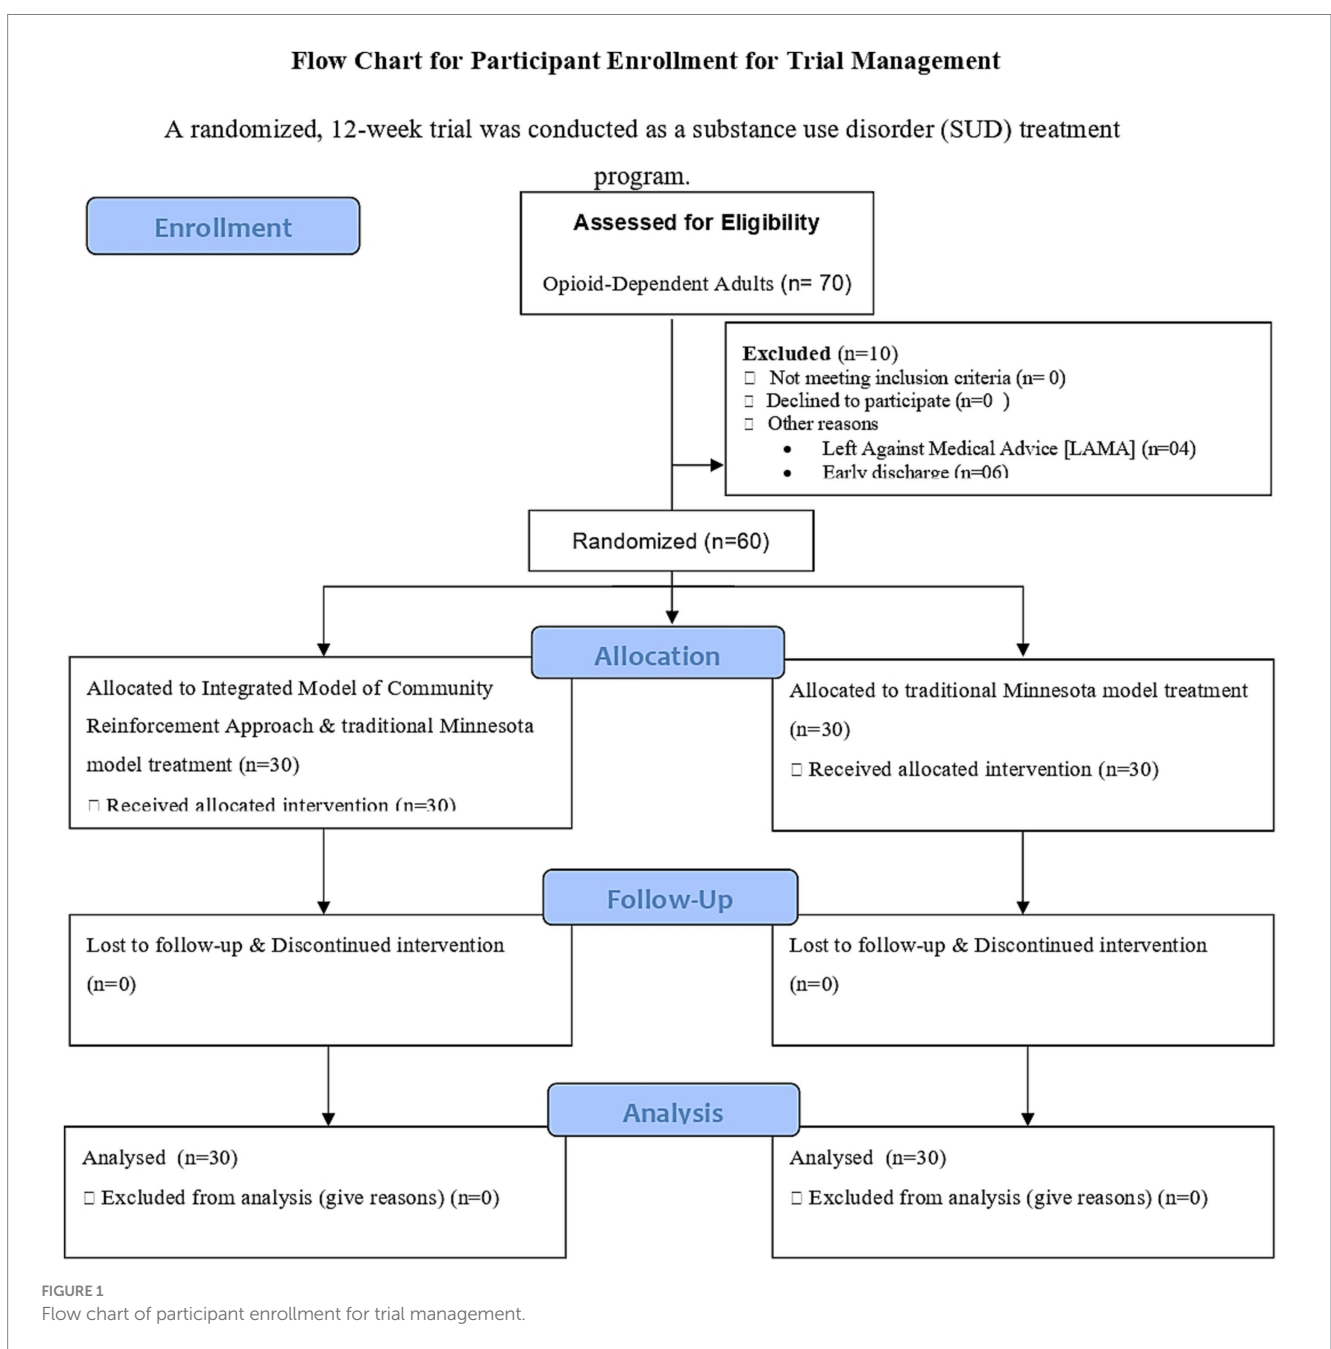 Flow Chart for Participant Enrollment for Trial Management
A randomized, 12-week trial was conducted as a substance use disorder (SUD) treatment
program.
Enrollment
Assessed for Eligibility
Opioid-Dependent Adults (n= 70)
Excluded (n=10)
□ Not meeting inclusion criteria (n= 0)
□ Declined to participate (n=0 )
□ Other reasons
• Left Against Medical Advice [LAMA] (n=04)
• Early discharge (n=06)
Randomized (n=60)
Allocation
Allocated to Integrated Model of Community
Reinforcement Approach & traditional Minnesota
model treatment (n=30)
□ Received allocated intervention (n=30)
Allocated to traditional Minnesota model treatment
(n=30)
□ Received allocated intervention (n=30)
Follow-Up
Lost to follow-up & Discontinued intervention
(n=0)
Lost to follow-up & Discontinued intervention
(n=0)
Analysis
Analysed (n=30)
□ Excluded from analysis (give reasons) (n=0)
Analysed (n=30)
□ Excluded from analysis (give reasons) (n=0)
FIGURE 1
Flow chart of participant enrollment for trial management.